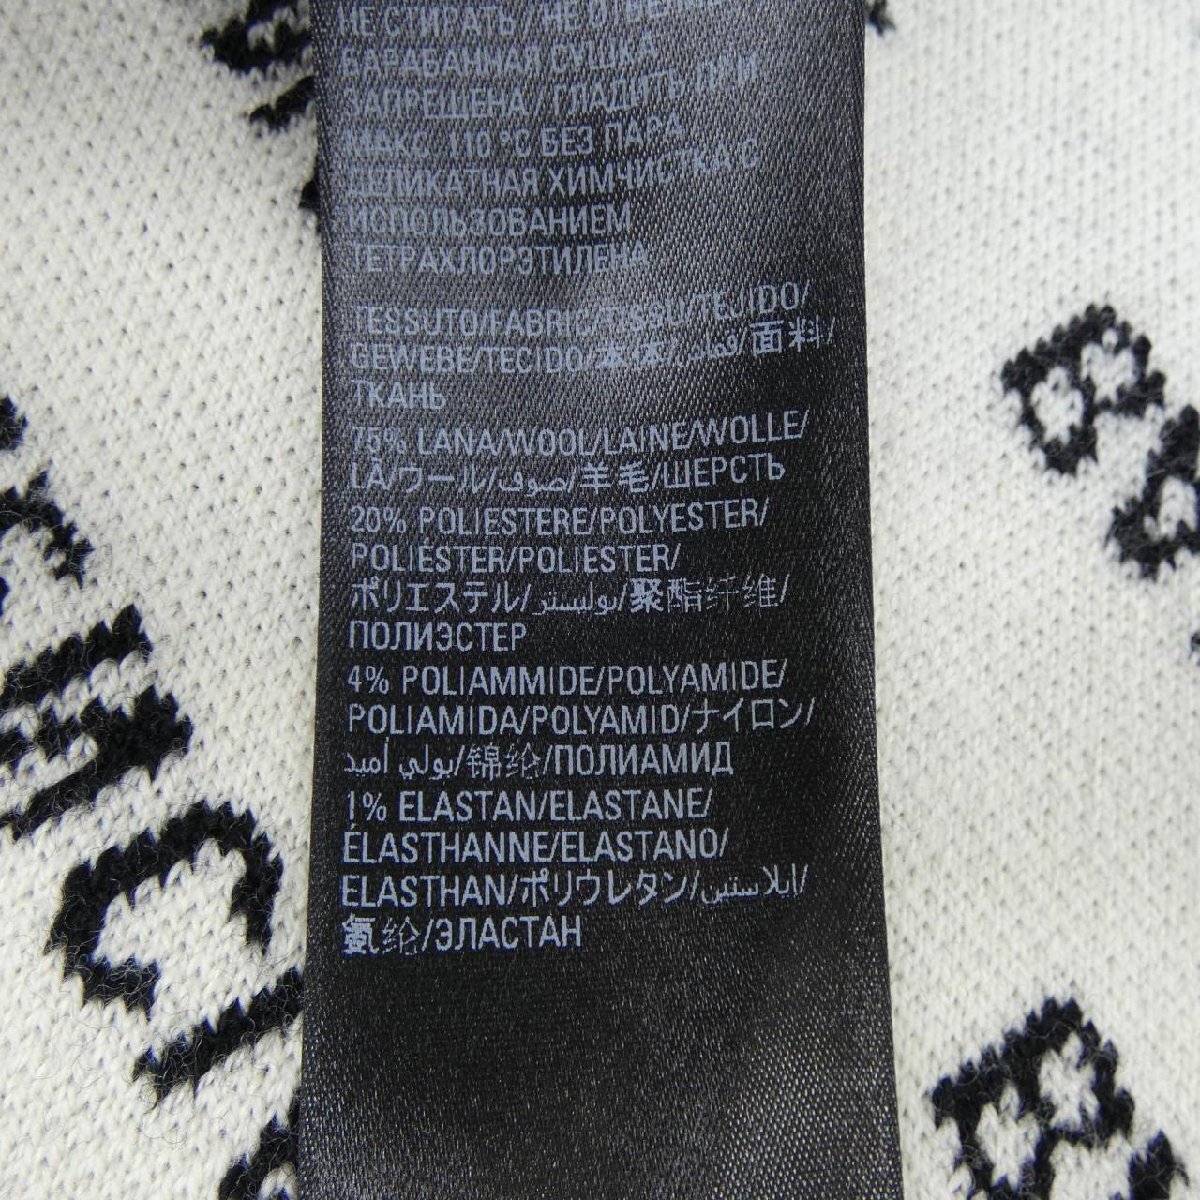 НЕ СТИРАТЬ//НЕ ОТБЕЛИ
БАРАБАННАЯ СУШКА
ЗАПРЕЩЕНА/ ГЛАДИТЬ ПРИ
МАКС. 110 °C БЕЗ ПАРА
ДЕЛИКАТНАЯ ХИМЧИСТКА С
ИСПОЛЬЗОВАНИЕМ
ТЕТРАХЛОРЭТИЛЕНА
TESSUTO/FABRIC/TISSU/TEJIDO/
GEWEBE/TECIDO/本体/قماش/面料/
ТКАНЬ
75% LANA/WOOL/LAINE/WOLLE/
LÃ/ウール/صوف/羊毛/ШЕРСТЬ
20% POLIESTERE/POLYESTER/
POLIÉSTER/POLIESTER/
ポリエステル/بوليستر/聚酯纤维/
ПОЛИЭСТЕР
4% POLIAMMIDE/POLYAMIDE/
POLIAMIDA/POLYAMID/ナイロン/
بولي أميد/锦纶/ПОЛИАМИД
1% ELASTAN/ELASTANE/
ÉLASTHANNE/ELASTANO/
ELASTHAN/ポリウレタン/إيلاستين/
氨纶/ЭЛАСТАН